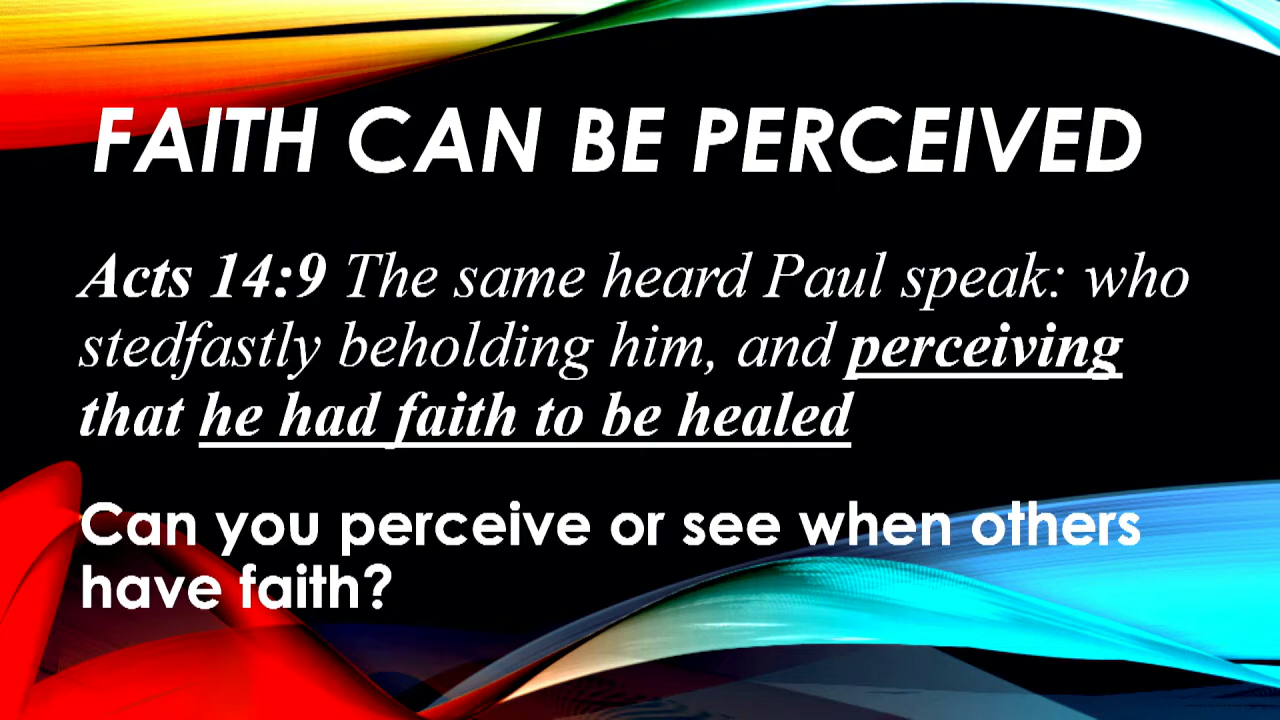 FAITH CAN BE PERCEIVED
Acts 14:9 The same heard Paul speak: who
stedfastly beholding him, and perceiving
that he had faith to be healed
Can you perceive or see when others
have faith?